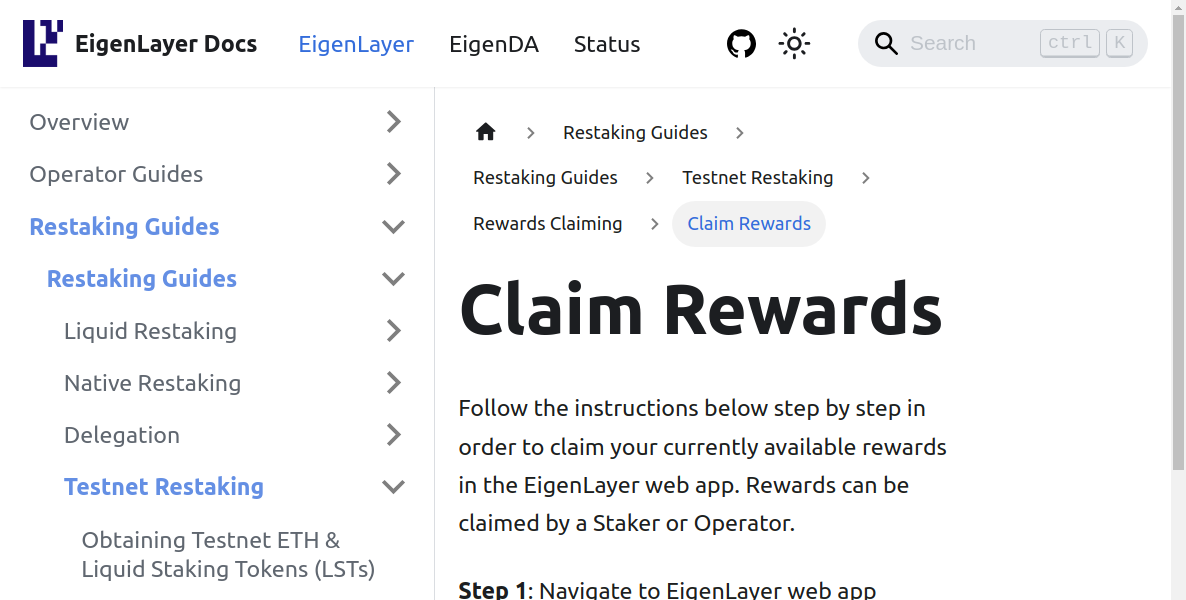 EigenLayer Docs
EigenLayer
EigenDA
Status
Search
ctrl
K
Overview
Operator Guides
Restaking Guides
Restaking Guides
Liquid Restaking
Native Restaking
Delegation
Testnet Restaking
Obtaining Testnet ETH &
Liquid Staking Tokens (LSTs)
Restaking Guides
Restaking Guides
Testnet Restaking
Rewards Claiming
Claim Rewards
Claim Rewards
Follow the instructions below step by step in
order to claim your currently available rewards
in the EigenLayer web app. Rewards can be
claimed by a Staker or Operator.
Step 1: Navigate to EigenLayer web app